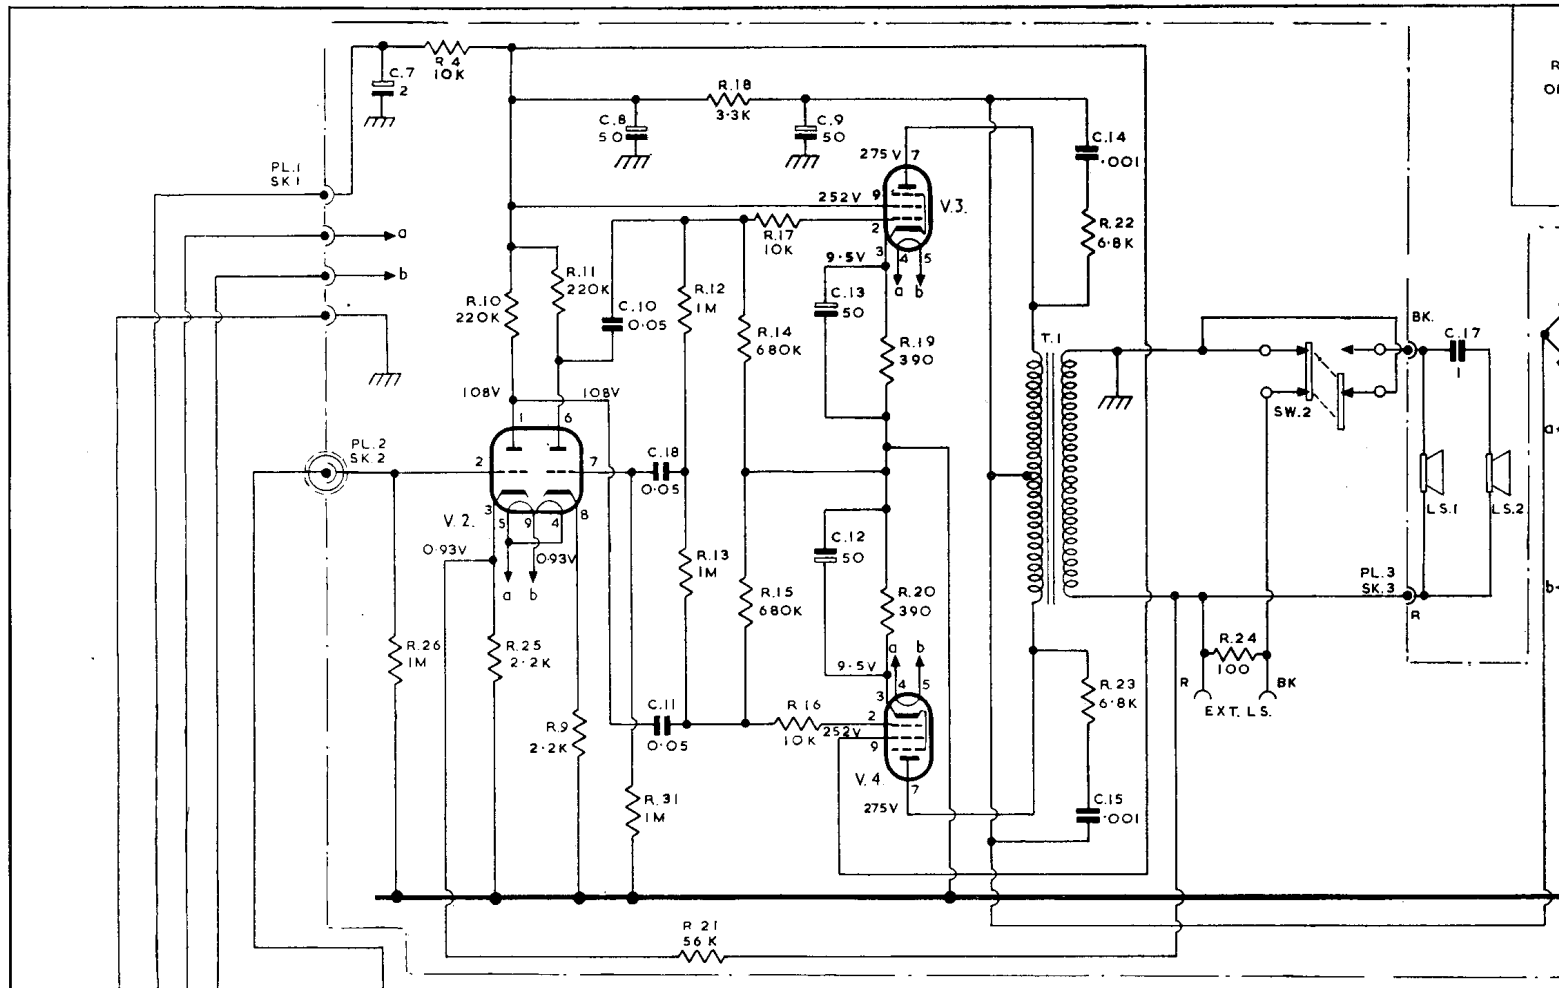 R.4
10K
C.7
2
R.18
3·3K
C.8
50
C.9
50
C.14
·001
275V
7
R
OF
PL.1
SK.1
252V
9
V.3.
a
2
R.17
10K
R.22
6·8K
3
4
5
9·5V
b
R.11
220K
R.12
1M
a
b
C.13
50
R.10
220K
C.10
0·05
R.14
680K
BK.
C.17
1
R.19
390
T.1
108V
108V
1
6
SW.2
PL.2
SK.2
a
2
7
C.18
0·05
L.S.1
L.S.2
3
5
9
4
8
V.2.
0·93V
0·93V
C.12
50
R.13
1M
PL.3
SK.3
b
a
b
R.15
680K
R.20
390
R
R.26
1M
R.25
2·2K
a
b
R.24
100
9·5V
4
5
R
BK
R.23
6·8K
3
EXT. L.S.
R.9
2·2K
C.11
0·05
R.16
10K
2
252V
9
V.4.
7
275V
R.31
1M
C.15
·001
R.21
56K